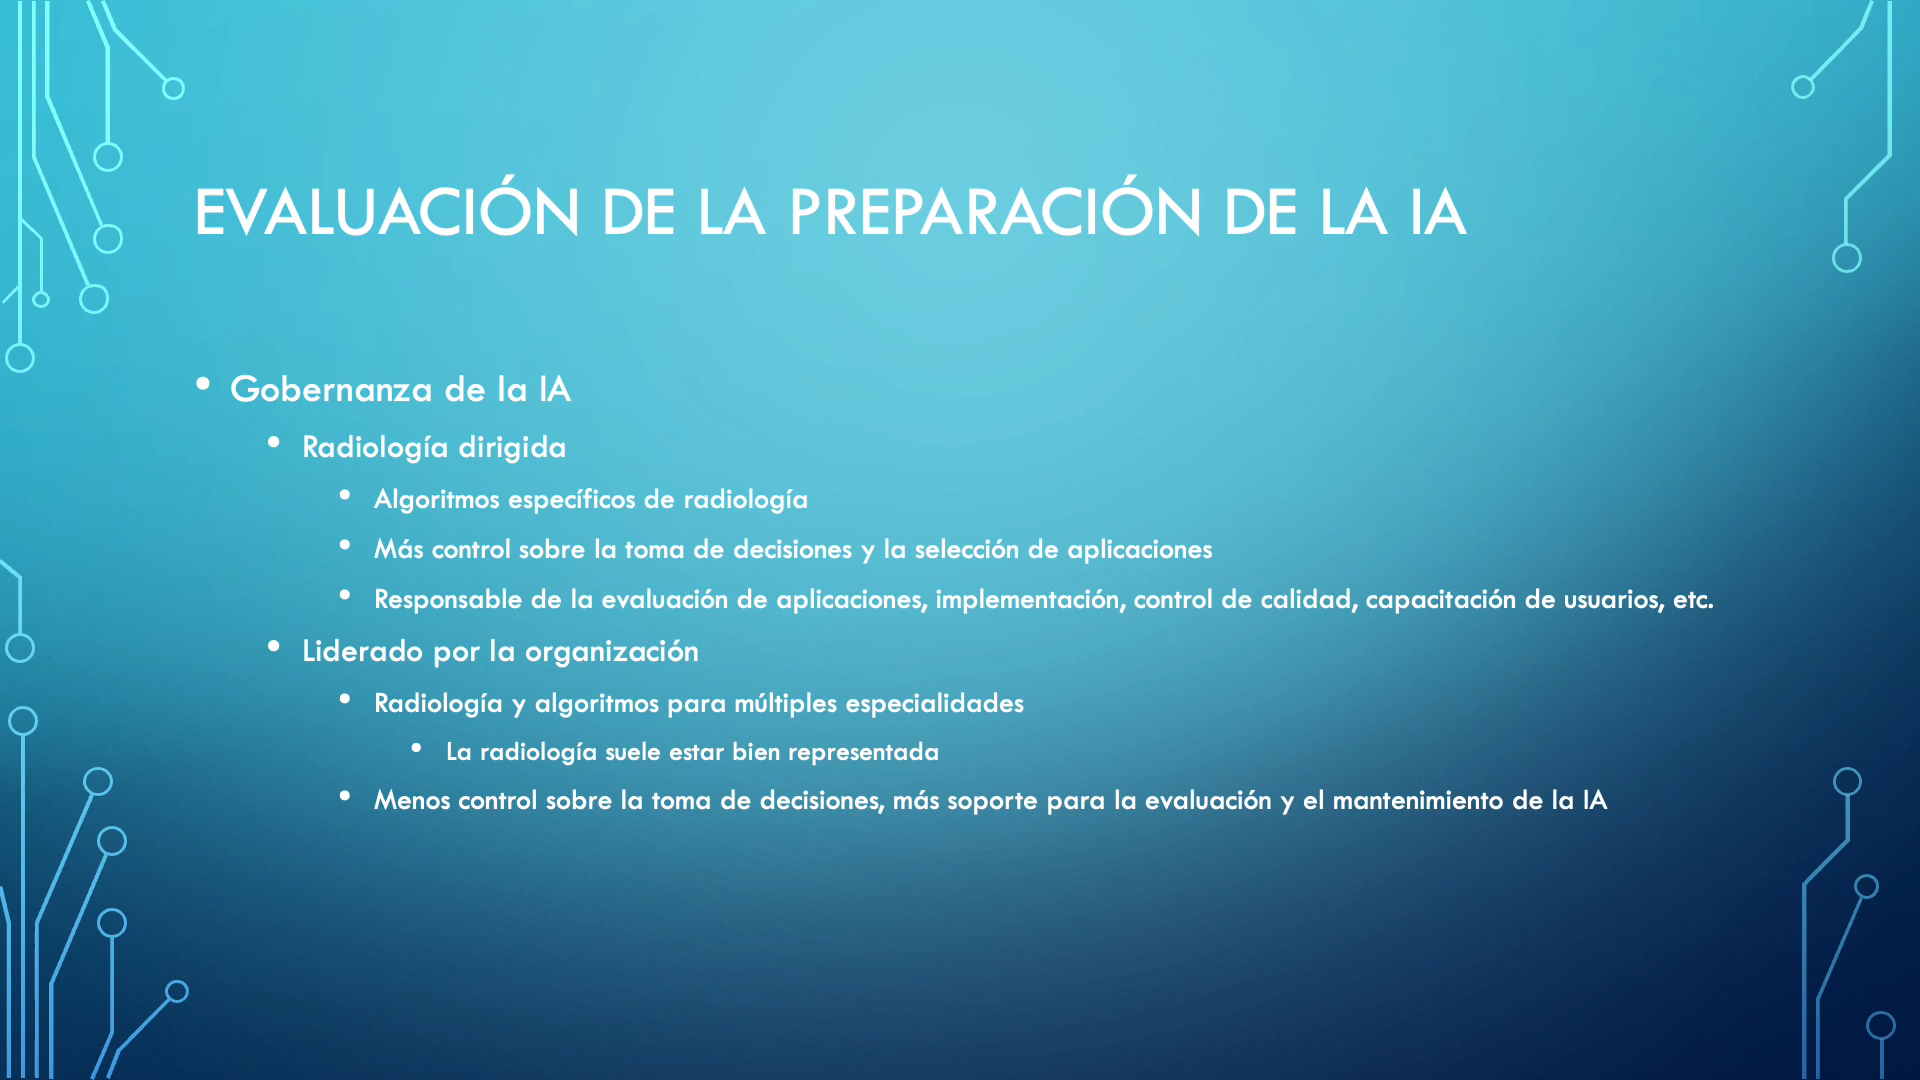 EVALUACIÓN DE LA PREPARACIÓN DE LA IA
• Gobernanza de la IA
• Radiología dirigida
• Algoritmos específicos de radiología
• Más control sobre la toma de decisiones y la selección de aplicaciones
• Responsable de la evaluación de aplicaciones, implementación, control de calidad, capacitación de usuarios, etc.
• Liderado por la organización
• Radiología y algoritmos para múltiples especialidades
• La radiología suele estar bien representada
• Menos control sobre la toma de decisiones, más soporte para la evaluación y el mantenimiento de la IA